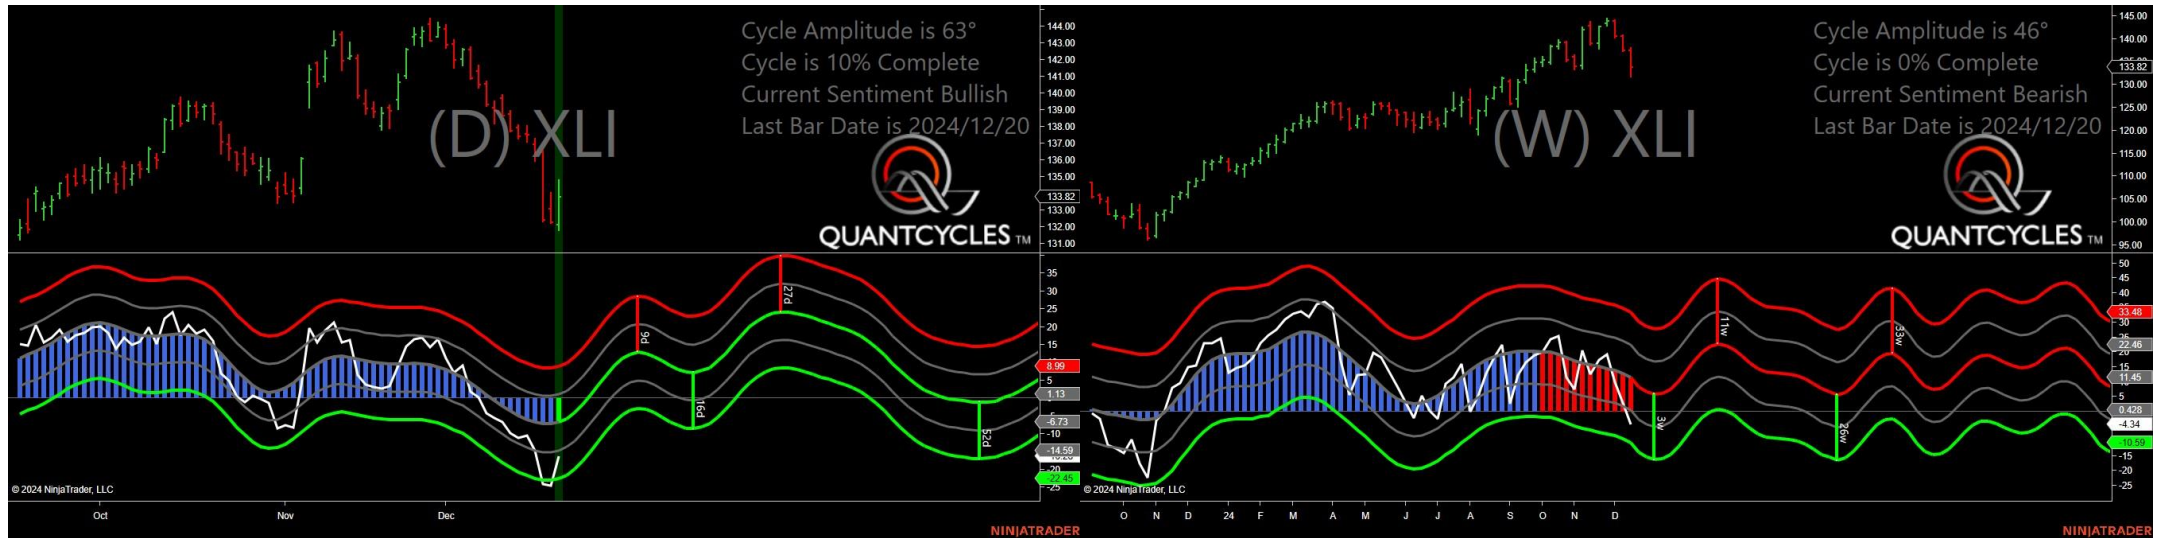 Cycle Amplitude is 63°
Cycle is 10% Complete
Current Sentiment Bullish
Last Bar Date is 2024/12/20
(D) XLI
QUANTCYCLES TM
144.00
143.00
142.00
141.00
140.00
139.00
138.00
137.00
136.00
135.00
133.82
133.00
132.00
131.00
35
30
25
20
15
8.99
5
1.13
-6.73
-10
-14.59
-20
-22.45
-25
9d
16d
27d
52d
© 2024 NinjaTrader, LLC
Oct
Nov
Dec
NINJATRADER
Cycle Amplitude is 46°
Cycle is 0% Complete
Current Sentiment Bearish
Last Bar Date is 2024/12/20
(W) XLI
QUANTCYCLES TM
145.00
140.00
133.82
130.00
125.00
120.00
115.00
110.00
105.00
100.00
95.00
50
45
40
33.48
30
22.46
20
11.45
5
0.428
-4.34
-10.59
-15
-20
-25
3w
11w
26w
33w
© 2024 NinjaTrader, LLC
O
N
D
24
F
M
A
M
J
J
A
S
O
N
D
NINJATRADER